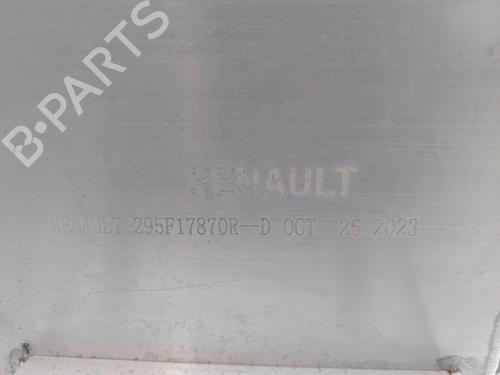 B-PARTS
RENAULT
RENAULT 295F17870R--D OCT 26 2023